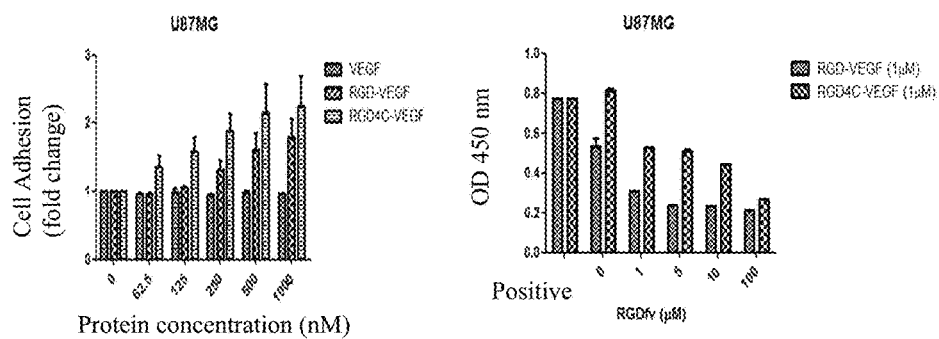 U87MG
3
2
1
0
VEGF
RGD-VEGF
RGD4C-VEGF
Cell Adhesion
(fold change)
0
62.5
125
250
500
1000
Protein concentration (nM)
U87MG
1.0
0.8
0.6
0.4
0.2
0.0
RGD-VEGF (1μM)
RGD4C-VEGF (1μM)
OD 450 nm
Positive
0
1
5
10
100
RGDfv (μM)